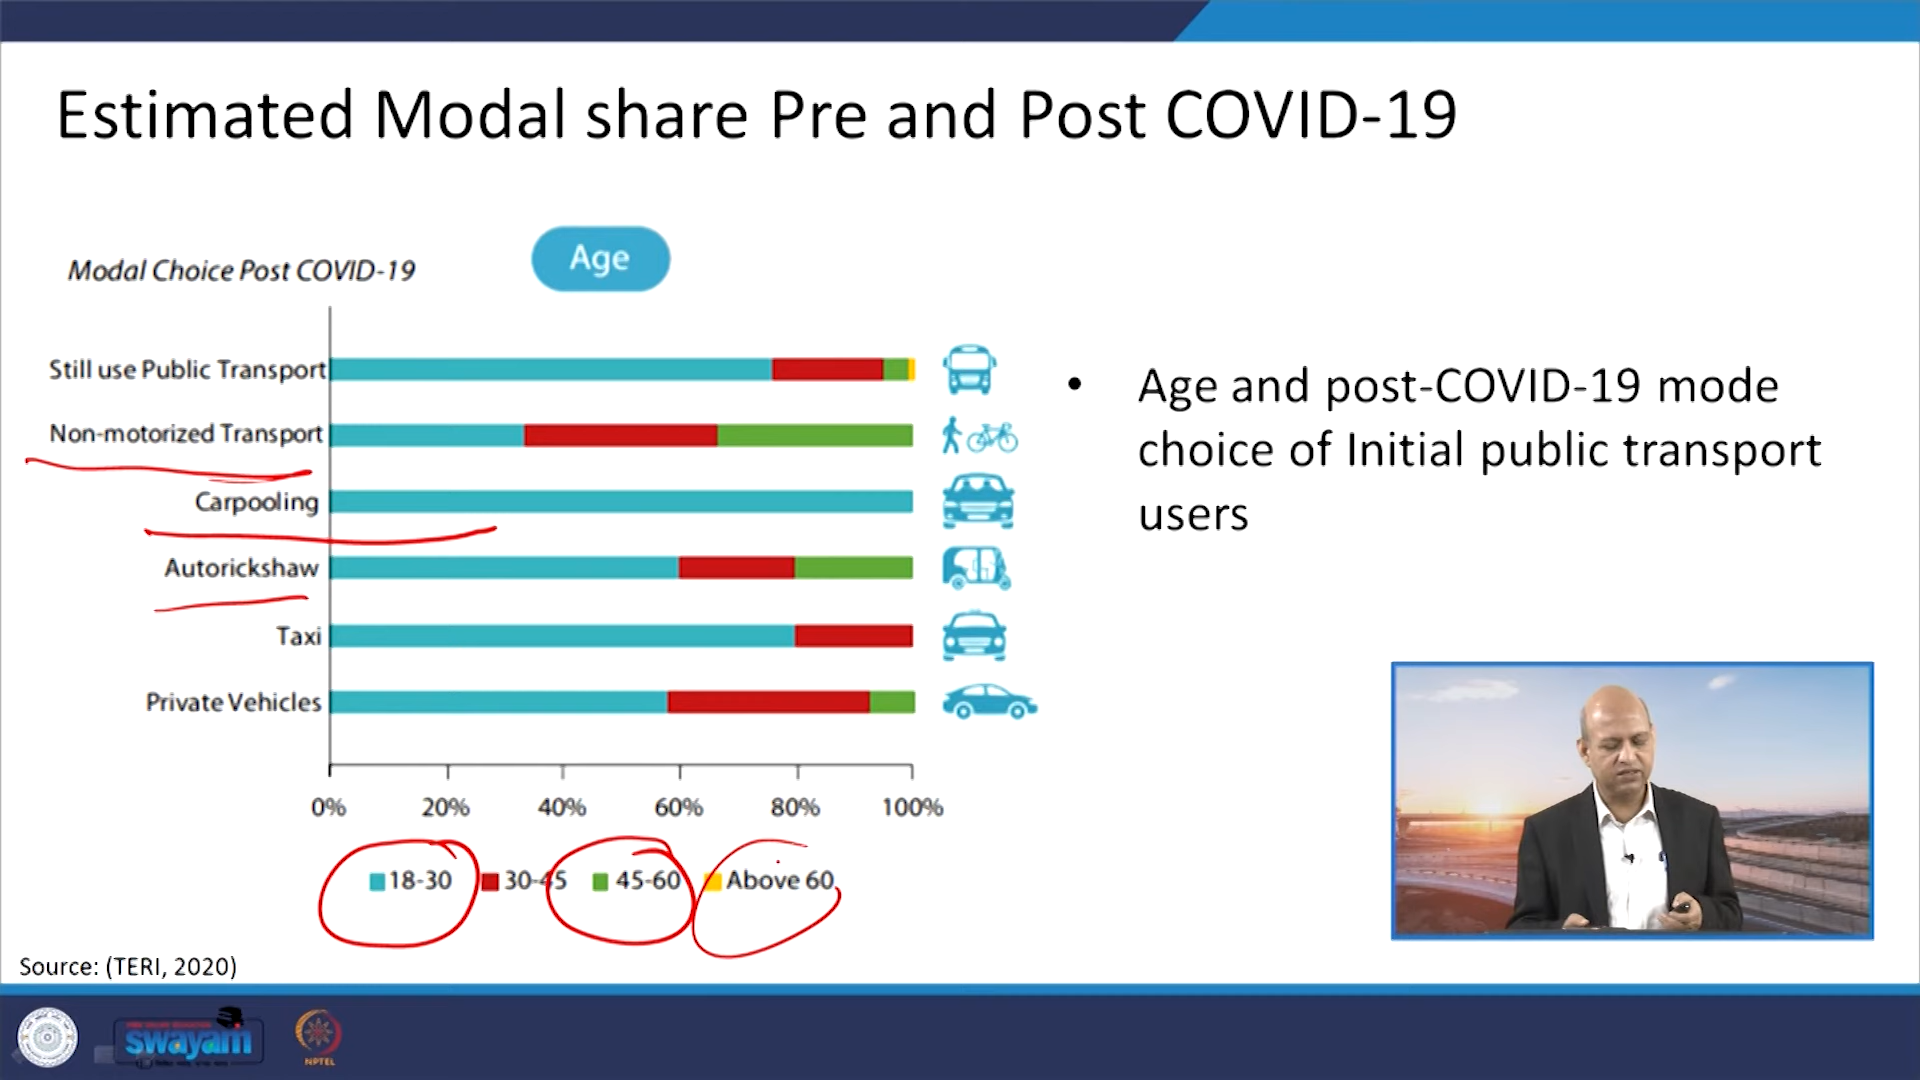 Estimated Modal share Pre and Post COVID-19
Modal Choice Post COVID-19
Age
Still use Public Transport
Non-motorized Transport
Carpooling
Autorickshaw
Taxi
Private Vehicles
0% 20% 40% 60% 80% 100%
18-30 30-45 45-60 Above 60
• Age and post-COVID-19 mode
choice of Initial public transport
users
Source: (TERI, 2020)
swayam
NPTEL